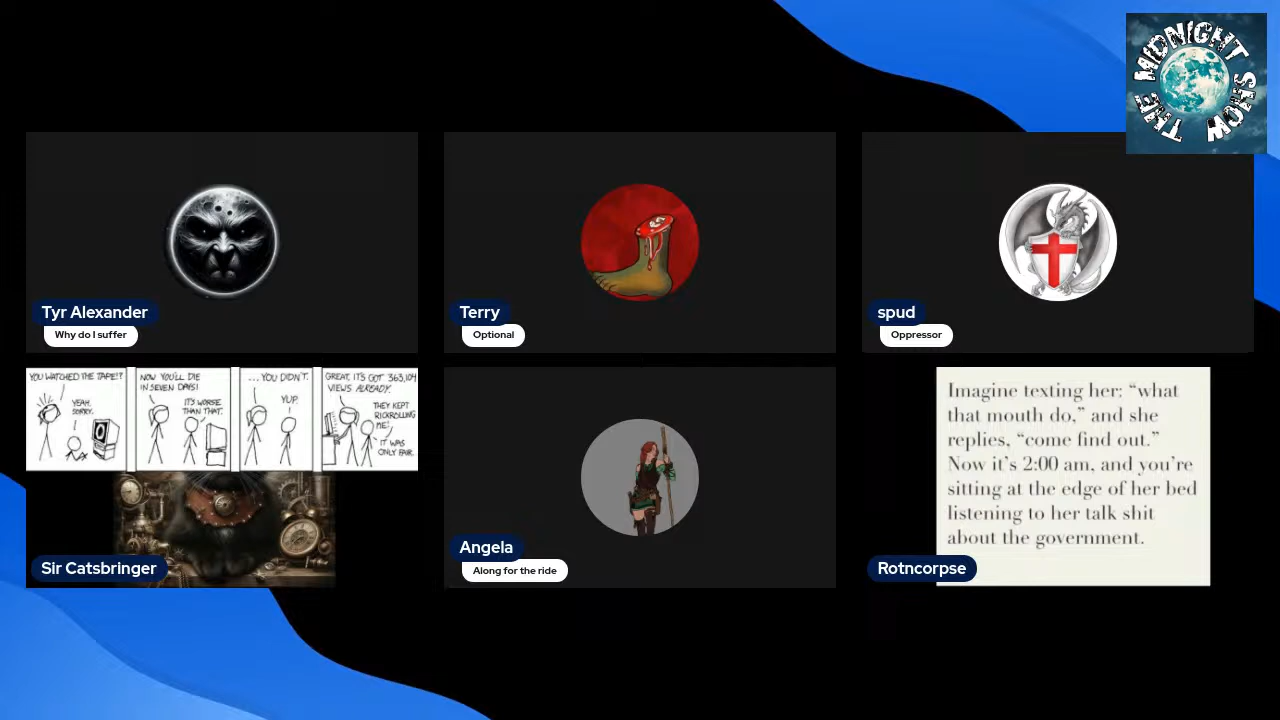 THE MIDNIGHT SHOW
Tyr Alexander
Why do I suffer
Terry
Optional
spud
Oppressor
YOU WATCHED THE TAPE!?
YEAH.
SORRY.
NOW YOU'LL DIE
IN SEVEN DAYS!
IT'S WORSE
THAN THAT.
...YOU DIDN'T.
YUP.
GREAT, IT'S GOT 363,104
VIEWS ALREADY.
THEY KEPT
RICKROLLING
ME!
IT WAS
ONLY FAIR.
Sir Catsbringer
Angela
Along for the ride
Imagine texting her: “what
that mouth do,” and she
replies, “come find out.”
Now it’s 2:00 am, and you’re
sitting at the edge of her bed
listening to her talk shit
about the government.
Rotncorpse